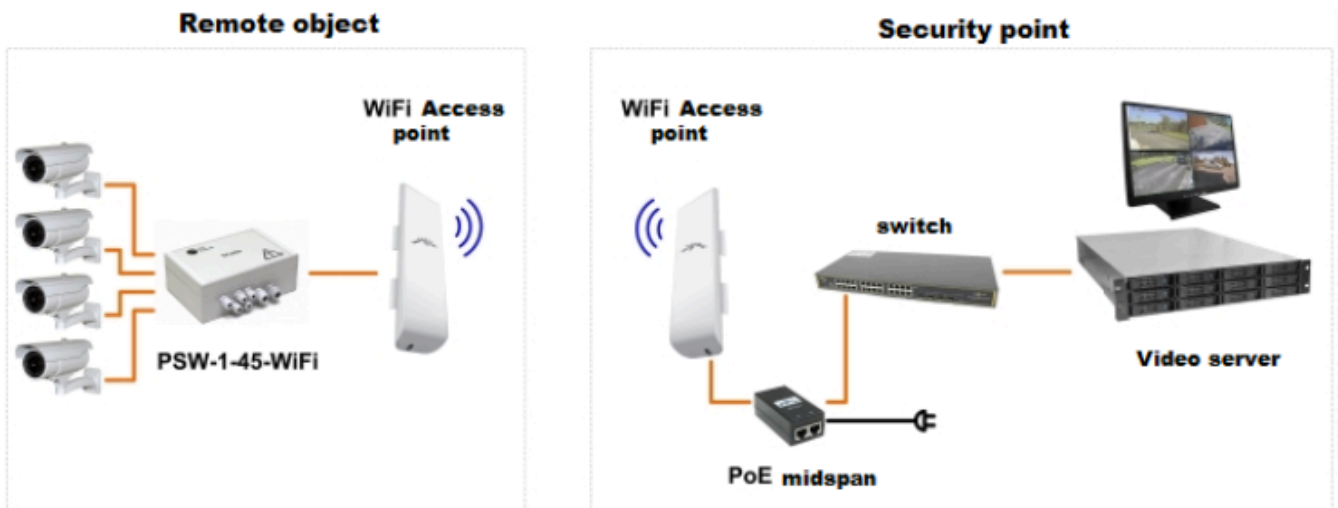 Remote object
Security point
WiFi Access
point
PSW-1-45-WiFi
WiFi Access
point
switch
Video server
PoE midspan